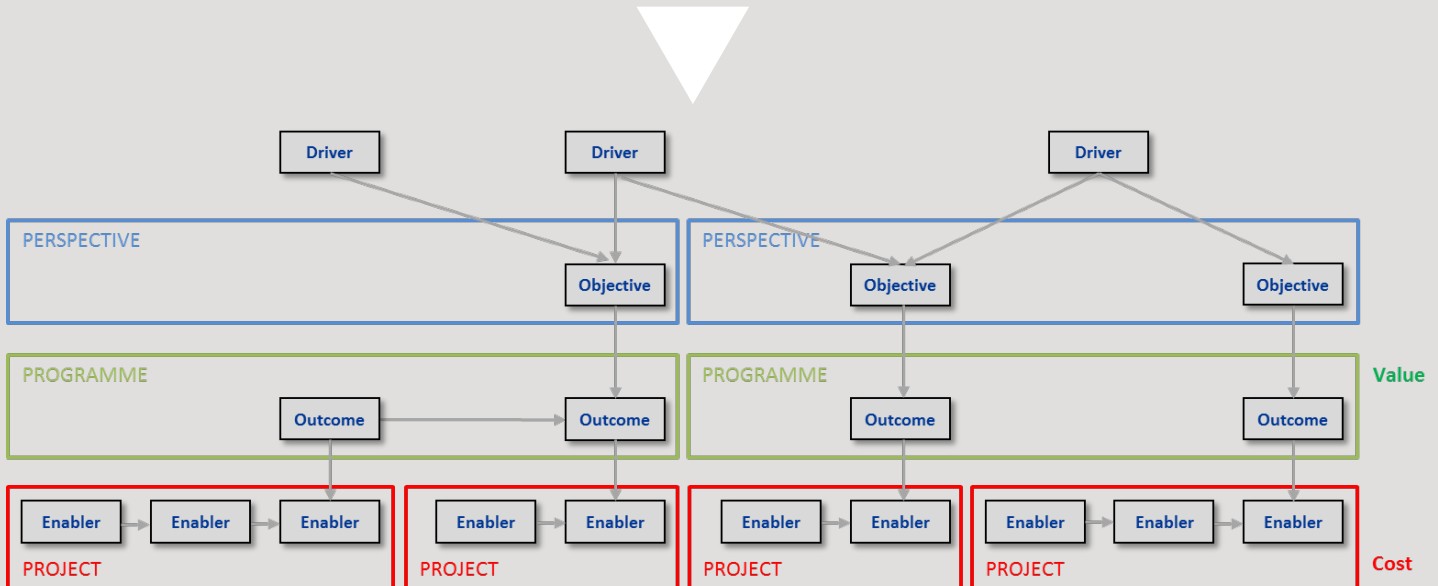 Driver
Driver
Driver
PERSPECTIVE
PERSPECTIVE
Objective
Objective
Objective
PROGRAMME
PROGRAMME
Value
Outcome
Outcome
Outcome
Outcome
Enabler
Enabler
Enabler
Enabler
Enabler
Enabler
Enabler
Enabler
Enabler
Enabler
PROJECT
PROJECT
PROJECT
PROJECT
Cost